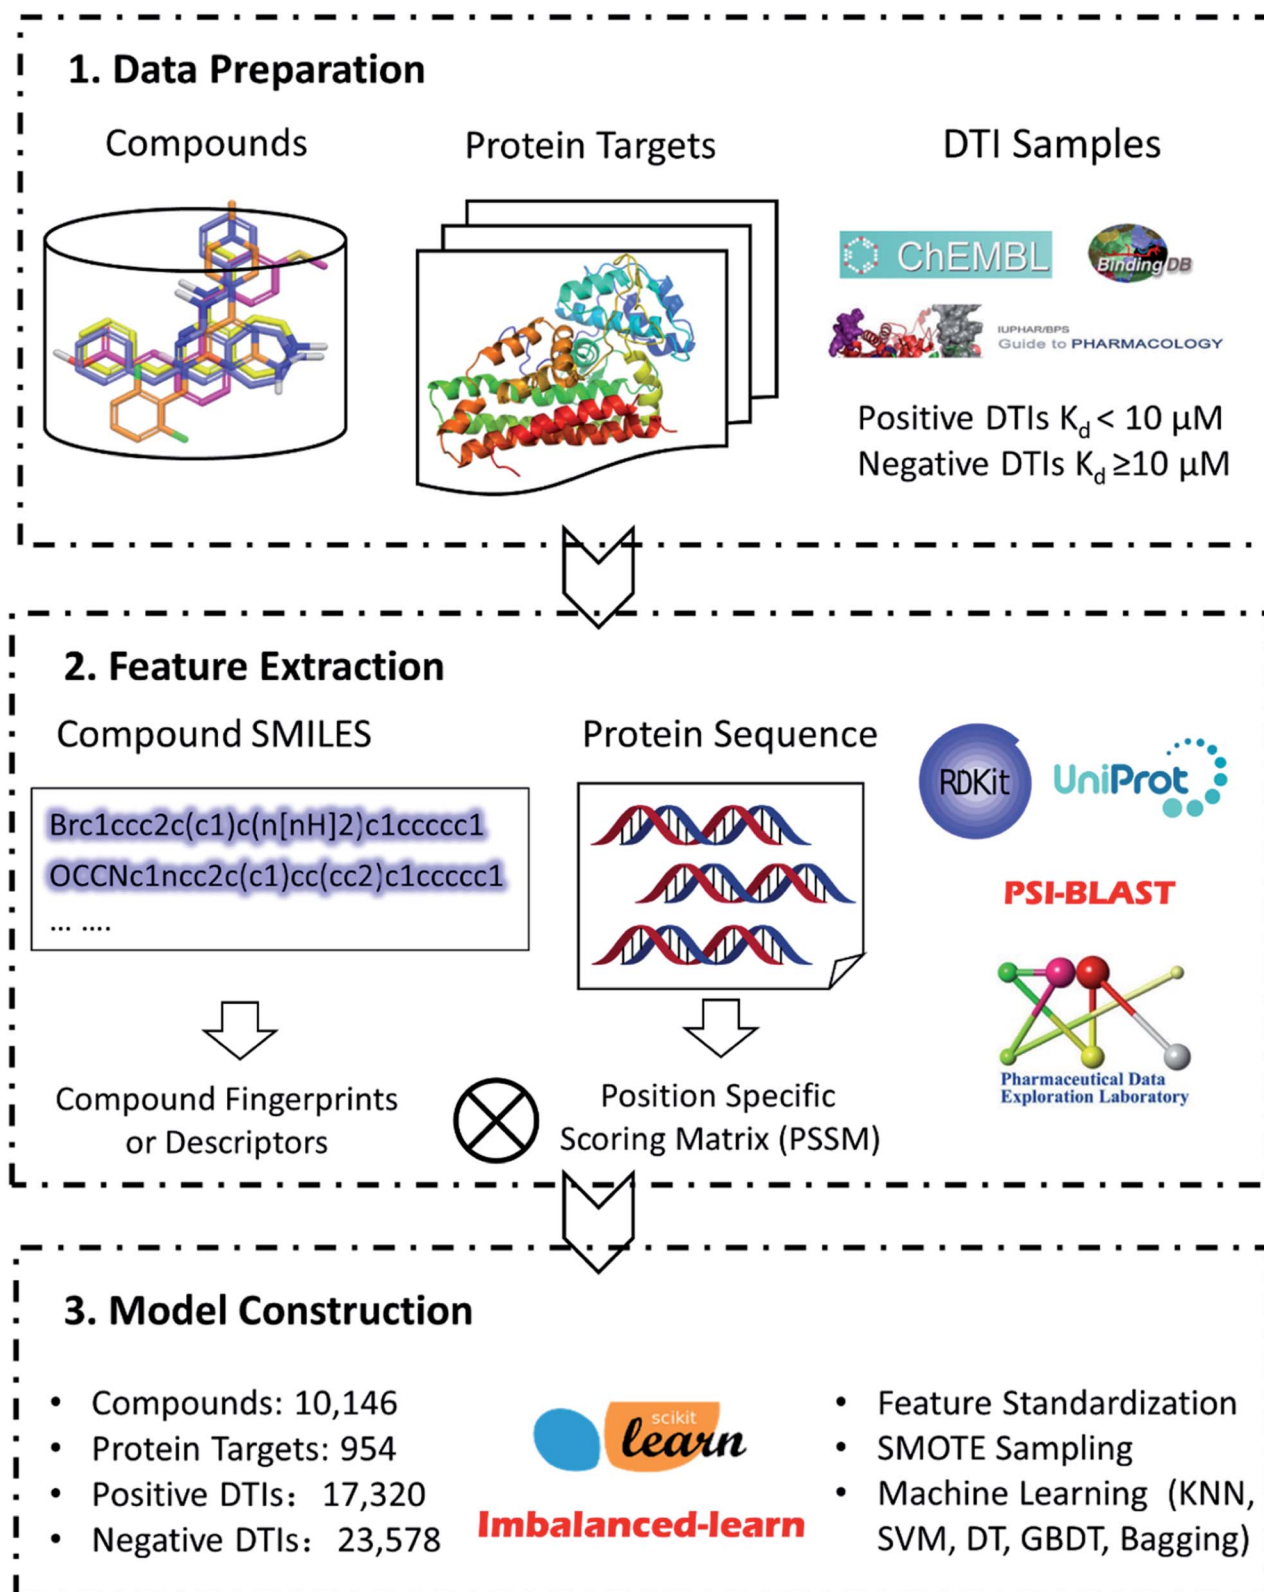 1. Data Preparation
Compounds
Protein Targets
DTI Samples
ChEMBL
BindingDB
IUPHAR/BPS
Guide to PHARMACOLOGY
Positive DTIs Kd < 10 μM
Negative DTIs Kd ≥10 μM
2. Feature Extraction
Compound SMILES
Brc1ccc2c(c1)c(n[nH]2)c1ccccc1
OCCNc1ncc2c(c1)cc(cc2)c1ccccc1
... ....
Compound Fingerprints
or Descriptors
Protein Sequence
Position Specific
Scoring Matrix (PSSM)
RDKit
UniProt
PSI-BLAST
Pharmaceutical Data
Exploration Laboratory
3. Model Construction
• Compounds: 10,146
• Protein Targets: 954
• Positive DTIs: 17,320
• Negative DTIs: 23,578
scikit
learn
Imbalanced-learn
• Feature Standardization
• SMOTE Sampling
• Machine Learning (KNN,
SVM, DT, GBDT, Bagging)